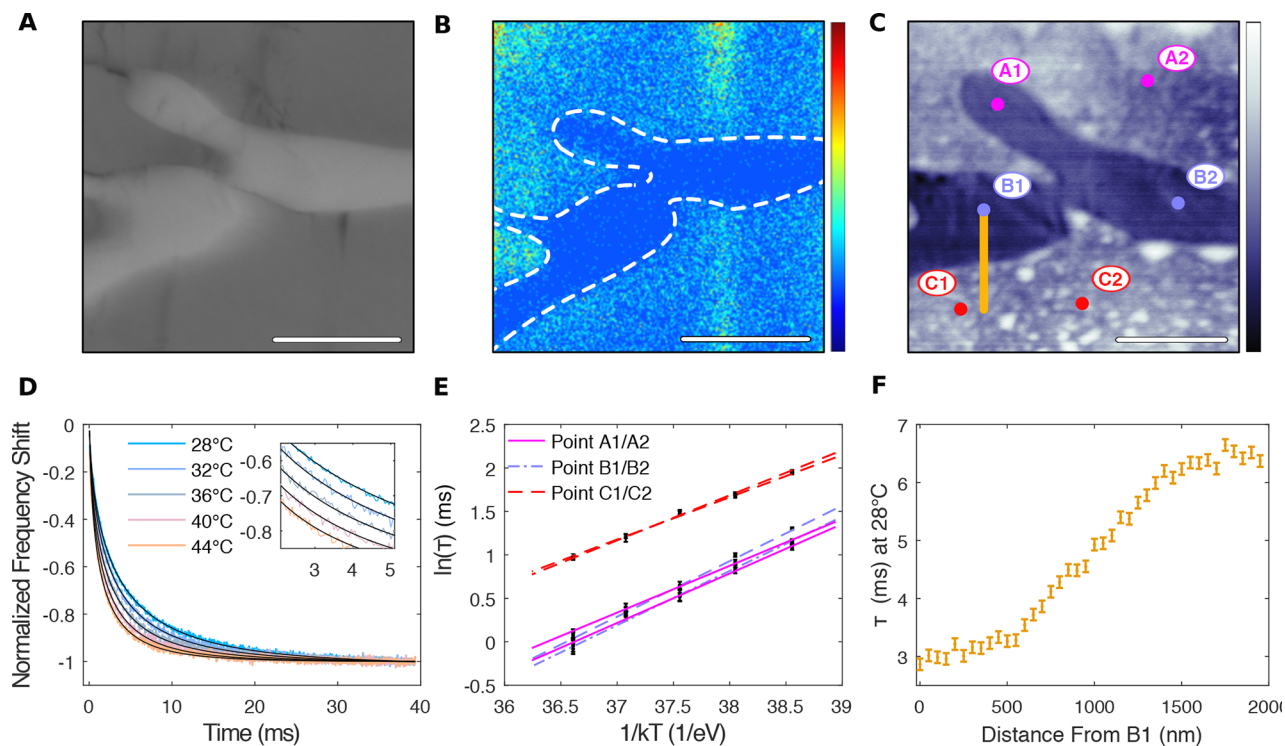 A
B
C
A1
A2
B1
B2
C1
C2
D
Normalized Frequency Shift
0
-0.2
-0.4
-0.6
-0.8
-1
28°C
32°C
36°C
40°C
44°C
-0.6
-0.7
-0.8
3 4 5
0 10 20 30 40
Time (ms)
E
ln(τ) (ms)
2.5
2
1.5
1
0.5
0
-0.5
Point A1/A2
Point B1/B2
Point C1/C2
36 36.5 37 37.5 38 38.5 39
1/kT (1/eV)
F
τ (ms) at 28°C
7
6
5
4
3
0 500 1000 1500 2000
Distance From B1 (nm)